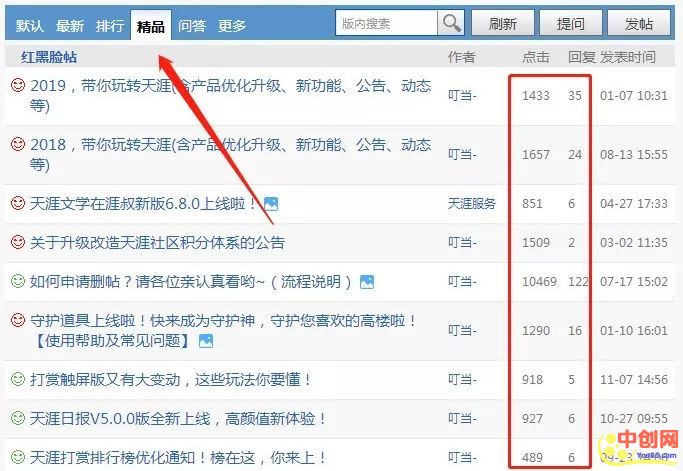 默认 最新 排行 精品 问答 更多 版内搜索 刷新 提问 发帖
红黑脸帖 作者 点击 回复 发表时间
2019，带你玩转天涯(含产品优化升级、新功能、公告、动态
等) 叮当- 1433 35 01-07 10:31
2018，带你玩转天涯(含产品优化升级、新功能、公告、动态
等) 叮当- 1657 24 08-13 15:55
天涯文学在涯叔新版6.8.0上线啦！ 天涯服务 851 6 04-27 17:33
关于升级改造天涯社区积分体系的公告 叮当- 1509 2 03-02 11:35
如何申请删帖？请各位亲认真看哟~（流程说明） 叮当- 10469 122 07-17 15:02
守护道具上线啦！快来成为守护神，守护您喜欢的高楼啦！
【使用帮助及常见问题】 叮当- 1290 16 01-10 16:01
打赏触屏版又有大变动，这些玩法你要懂！ 叮当- 918 5 11-07 14:56
天涯日报V5.0.0版全新上线，高颜值新体验！ 叮当- 927 6 10-27 09:55
天涯打赏排行榜优化通知！榜在这，你来上！ 叮当- 489 6 09-23
中创网